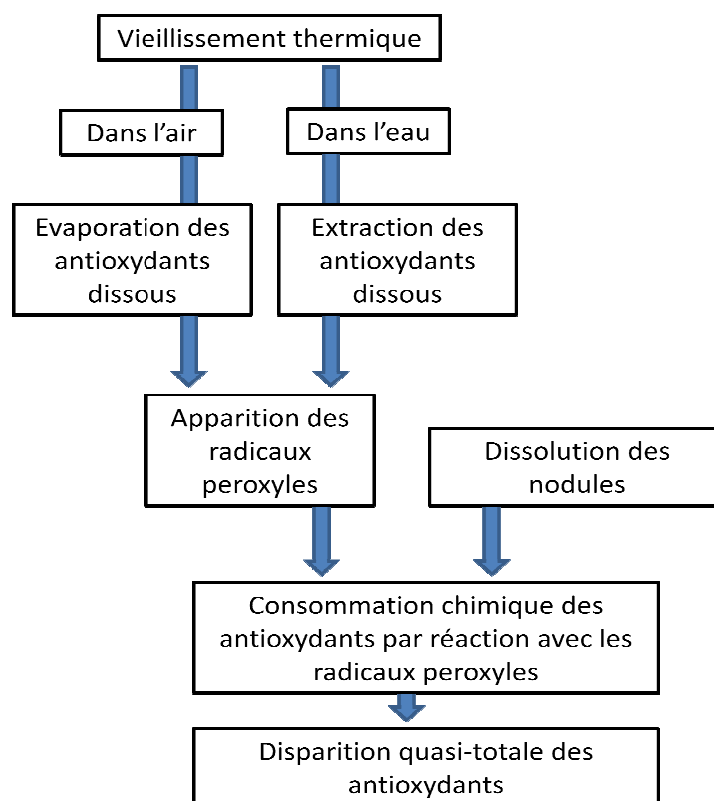 Vieillissement thermique
Dans l'air
Dans l'eau
Evaporation des
antioxydants
dissous
Extraction des
antioxydants
dissous
Apparition des
radicaux
peroxyles
Dissolution des
nodules
Consommation chimique des
antioxydants par réaction avec les
radicaux peroxyles
Disparition quasi-totale des
antioxydants